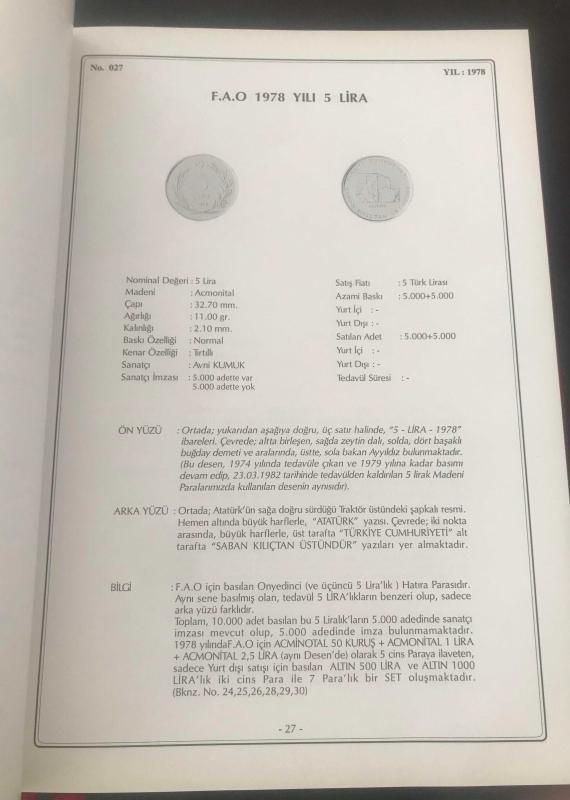 No. 027
YIL : 1978
F.A.O 1978 YILI 5 LİRA
Nominal Değeri : 5 Lira
Madeni : Acmonital
Çapı : 32.70 mm.
Ağırlığı : 11.00 gr.
Kalınlığı : 2.10 mm.
Baskı Özelliği : Normal
Kenar Özelliği : Tırtıllı
Sanatçı : Avni KUMUK
Sanatçı İmzası : 5.000 adette var
5.000 adette yok
Satış Fiatı : 5 Türk Lirası
Azami Baskı : 5.000+5.000
Yurt İçi : -
Yurt Dışı : -
Satılan Adet : 5.000+5.000
Yurt İçi : -
Yurt Dışı : -
Tedavül Süresi : -
ÖN YÜZÜ : Ortada; yukarıdan aşağıya doğru, üç satır halinde, "5 - LİRA - 1978"
ibareleri. Çevrede; altta birleşen, sağda zeytin dalı, solda, dört başaklı
buğday demeti ve aralarında, üstte, sola bakan Ayyıldız bulunmaktadır.
(Bu desen, 1974 yılında tedavüle çıkan ve 1979 yılına kadar basımı
devam edip, 23.03.1982 tarihinde tedavülden kaldırılan 5 lirak Madeni
Paralarımızda kullanılan desenin aynısıdır).
ARKA YÜZÜ : Ortada; Atatürk'ün sağa doğru sürdüğü Traktör üstündeki şapkalı resmi.
Hemen altında büyük harflerle, "ATATÜRK" yazısı. Çevrede; iki nokta
arasında, büyük harflerle, üst tarafta "TÜRKİYE CUMHURİYETİ" alt
tarafta "SABAN KILIÇTAN ÜSTÜNDÜR" yazıları yer almaktadır.
BİLGİ : F.A.O için basılan Onyedinci (ve üçüncü 5 Lira'lık ) Hatıra Parasıdır.
Aynı sene basılmış olan, tedavül 5 LİRA'lıkların benzeri olup, sadece
arka yüzü farklıdır.
Toplam, 10.000 adet basılan bu 5 Liralık'ların 5.000 adedinde sanatçı
imzası mevcut olup, 5.000 adedinde imza bulunmamaktadır.
1978 yılındaF.A.O için ACMİNOTAL 50 KURUŞ + ACMONİTAL 1 LİRA
+ ACMONİTAL 2,5 LİRA (aynı Desen'de) olarak 5 cins Paraya ilaveten,
sadece Yurt dışı satışı için basılan ALTIN 500 LİRA ve ALTIN 1000
LİRA'lık iki cins Para ile 7 Para'lık bir SET oluşmaktadır.
(Bknz. No. 24,25,26,28,29,30)
- 27 -